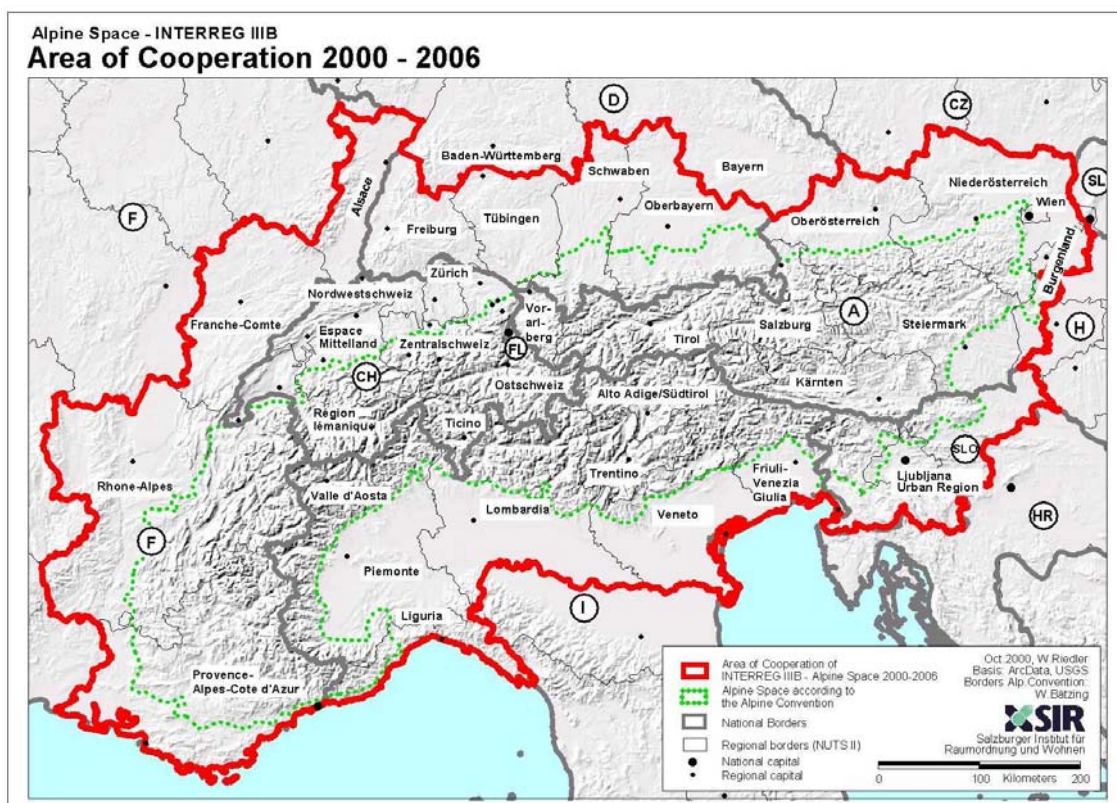 Alpine Space - INTERREG IIIB
Area of Cooperation 2000 - 2006
D
CZ
Baden-Württemberg
Bayern
Schwaben
Niederösterreich
SL
Alsace
F
Tübingen
Oberbayern
Oberösterreich
Wien
Freiburg
Burgenland
Zürich
Nordwestschweiz
Franche-Comte
Vor-
arl-
berg
A
Salzburg
Steiermark
H
Espace
Mittelland
Zentralschweiz
FL
Tirol
CH
Ostschweiz
Kärnten
Alto Adige/Südtirol
Région
lémanique
Ticino
SLO
Trentino
Friuli-
Venezia
Giulia
Ljubljana
Urban Region
Rhone-Alpes
Valle d'Aosta
Lombardia
Veneto
HR
F
Piemonte
I
Liguria
Provence-
Alpes-Cote d'Azur
Area of Cooperation of
INTERREG IIIB - Alpine Space 2000-2006
Alpine Space according to
the Alpine Convention
National Borders
Regional borders (NUTS II)
National capital
Regional capital
Oct.2000, W.Riedler
Basis: ArcData, USGS
Borders Alp.Convention:
W.Bätzing
SIR
Salzburger Institut für
Raumordnung und Wohnen
0 100 Kilometers 200